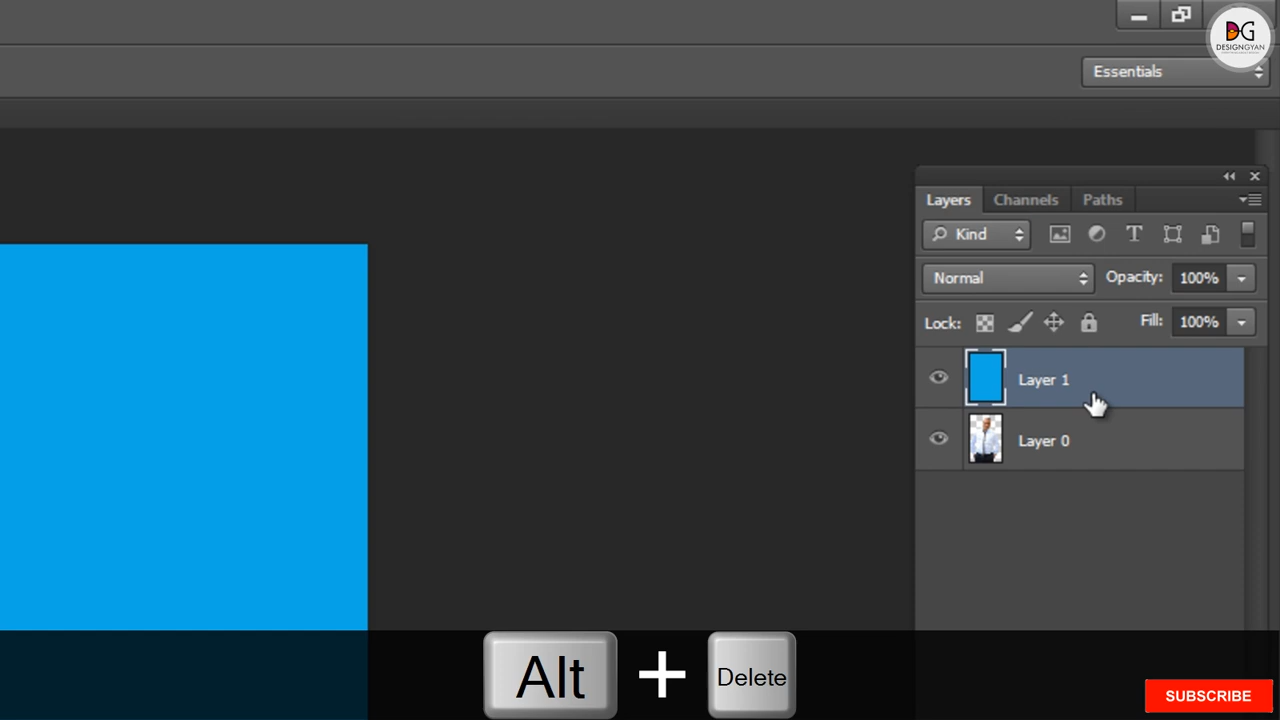 DG
DESIGNGYAN
Essentials
Layers Channels Paths
Kind T
Normal Opacity: 100%
Lock: Fill: 100%
Layer 1
Layer 0
Alt + Delete
SUBSCRIBE